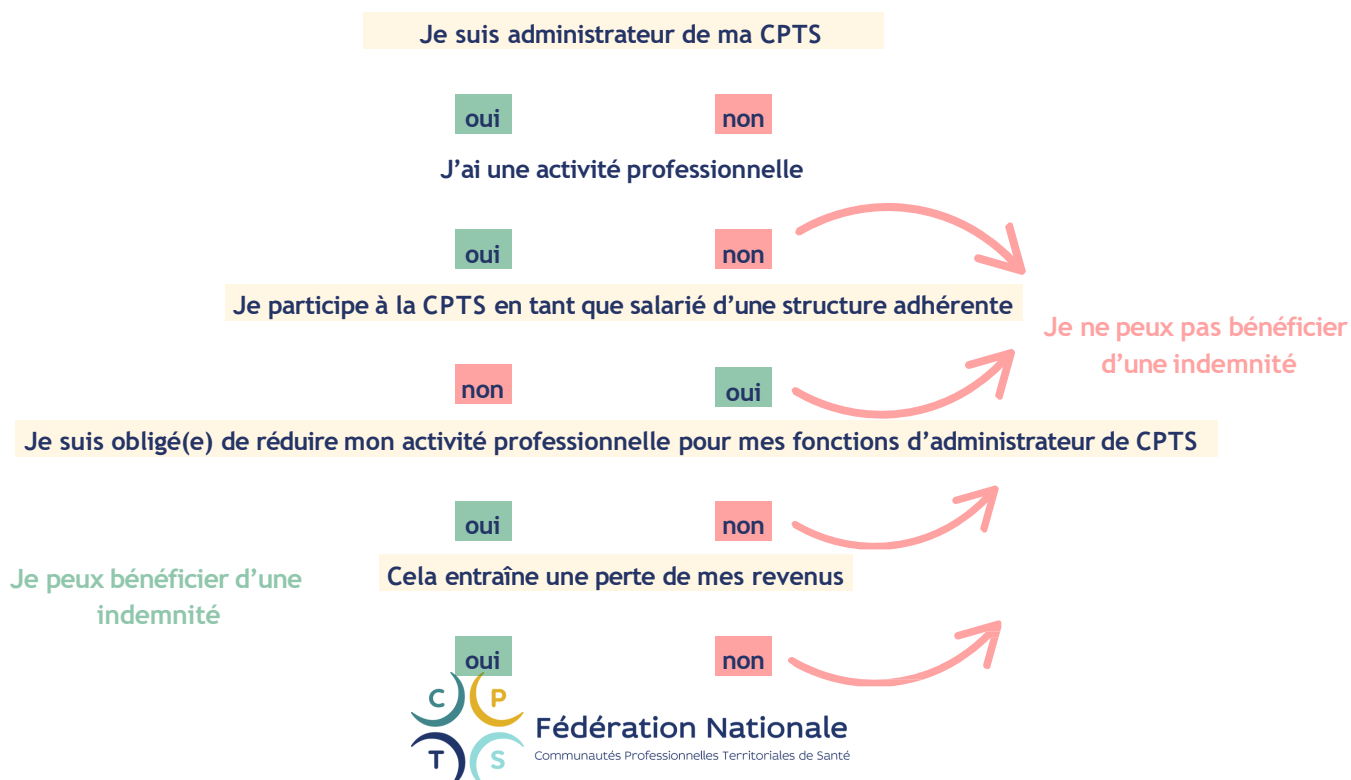 Je suis administrateur de ma CPTS
oui
non
J’ai une activité professionnelle
oui
non
Je participe à la CPTS en tant que salarié d’une structure adhérente
Je ne peux pas bénéficier
d’une indemnité
non
oui
Je suis obligé(e) de réduire mon activité professionnelle pour mes fonctions d’administrateur de CPTS
oui
non
Cela entraîne une perte de mes revenus
Je peux bénéficier d’une
indemnité
oui
non
C P
T S
Fédération Nationale
Communautés Professionnelles Territoriales de Santé